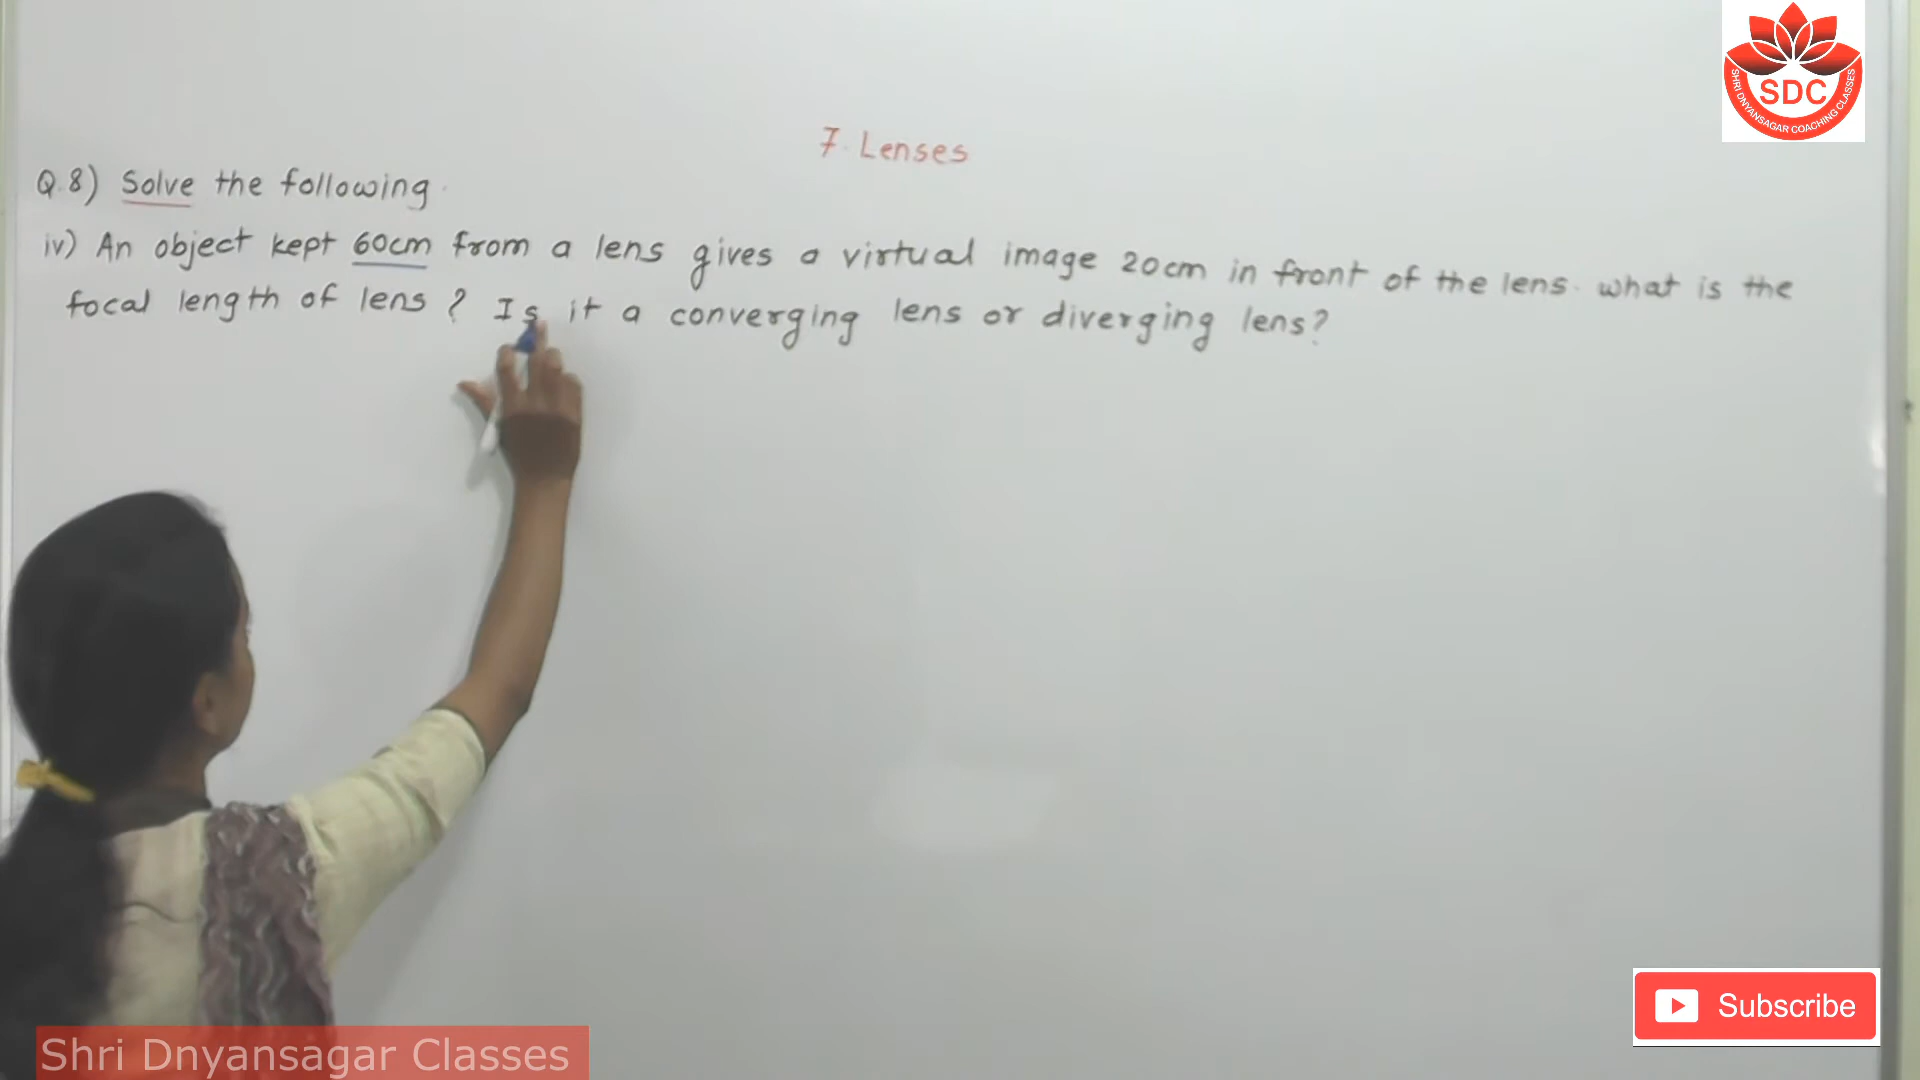 7. Lenses
Q.8) Solve the following.
iv) An object kept 60cm from a lens gives a virtual image 20cm in front of the lens. what is the
focal length of lens? Is it a converging lens or diverging lens?
SDC
SHRI DNYANSAGAR COACHING CLASSES
Subscribe
Shri Dnyansagar Classes